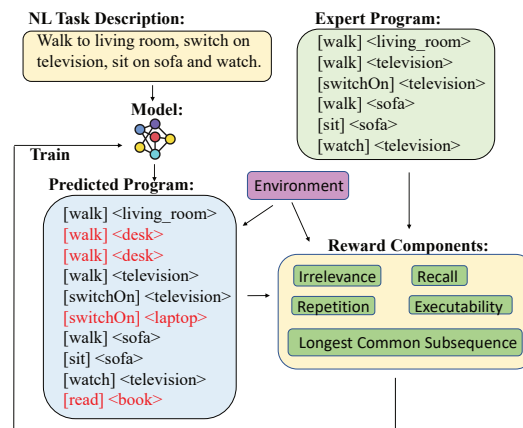 NL Task Description:
Walk to living room, switch on
television, sit on sofa and watch.
Model:
Train
Predicted Program:
[walk] <living_room>
[walk] <desk>
[walk] <desk>
[walk] <television>
[switchOn] <television>
[switchOn] <laptop>
[walk] <sofa>
[sit] <sofa>
[watch] <television>
[read] <book>
Environment
Expert Program:
[walk] <living_room>
[walk] <television>
[switchOn] <television>
[walk] <sofa>
[sit] <sofa>
[watch] <television>
Reward Components:
Irrelevance
Recall
Repetition
Executability
Longest Common Subsequence